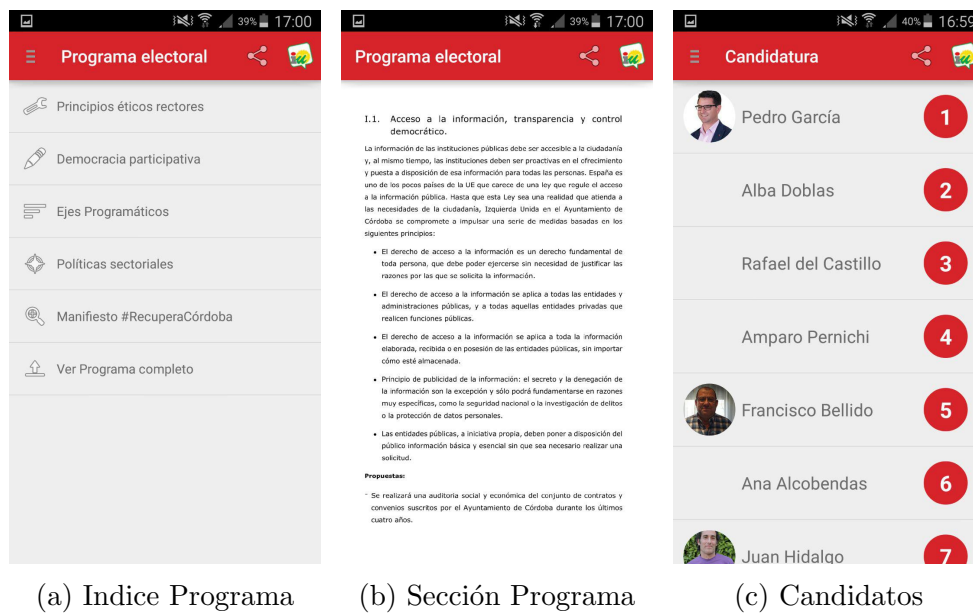 39% 17:00
Programa electoral
iu
Principios éticos rectores
Democracia participativa
Ejes Programáticos
Políticas sectoriales
Manifiesto #RecuperaCórdoba
Ver Programa completo
(a) Indice Programa
39% 17:00
Programa electoral
iu
I.1. Acceso a la información, transparencia y control
democrático.
La información de las instituciones públicas debe ser accesible a la ciudadanía
y, al mismo tiempo, las instituciones deben ser proactivas en el ofrecimiento
y puesta a disposición de esa información para todas las personas. España es
uno de los pocos países de la UE que carece de una ley que regule el acceso
a la información pública. Hasta que esta Ley sea una realidad que atienda a
las necesidades de la ciudadanía, Izquierda Unida en el Ayuntamiento de
Córdoba se compromete a impulsar una serie de medidas basadas en los
siguientes principios:
• El derecho de acceso a la información es un derecho fundamental de
toda persona, que debe poder ejercerse sin necesidad de justificar las
razones por las que se solicita la información.
• El derecho de acceso a la información se aplica a todas las entidades y
administraciones públicas, y a todas aquellas entidades privadas que
realicen funciones públicas.
• El derecho de acceso a la información se aplica a toda la información
elaborada, recibida o en posesión de las entidades públicas, sin importar
cómo esté almacenada.
• Principio de publicidad de la información: el secreto y la denegación de
la información son la excepción y sólo podrá fundamentarse en razones
muy específicas, como la seguridad nacional o la investigación de delitos
o la protección de datos personales.
• Las entidades públicas, a iniciativa propia, deben poner a disposición del
público información básica y esencial sin que sea necesario realizar una
solicitud.
Propuestas:
- Se realizará una auditoria social y económica del conjunto de contratos y
convenios suscritos por el Ayuntamiento de Córdoba durante los últimos
cuatro años.
(b) Sección Programa
40% 16:59
Candidatura
iu
Pedro García 1
Alba Doblas 2
Rafael del Castillo 3
Amparo Pernichi 4
Francisco Bellido 5
Ana Alcobendas 6
Juan Hidalgo 7
(c) Candidatos